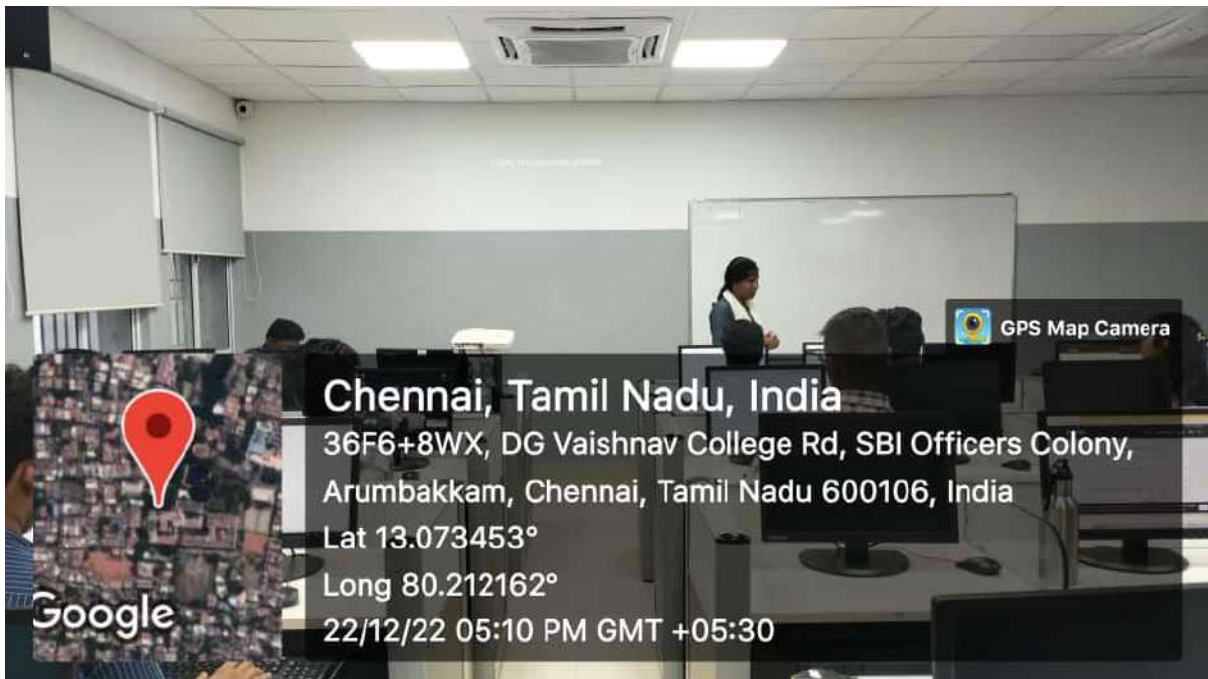 GPS Map Camera
Chennai, Tamil Nadu, India
36F6+8WX, DG Vaishnav College Rd, SBI Officers Colony,
Arumbakkam, Chennai, Tamil Nadu 600106, India
Lat 13.073453°
Long 80.212162°
22/12/22 05:10 PM GMT +05:30
Google